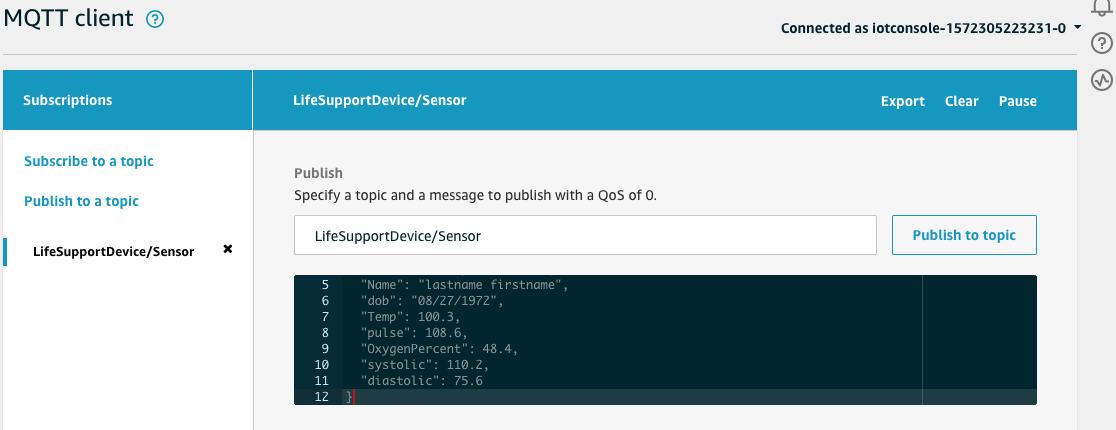 MQTT client
Connected as iotconsole-1572305223231-0
Subscriptions
LifeSupportDevice/Sensor
Export Clear Pause
Subscribe to a topic
Publish to a topic
LifeSupportDevice/Sensor
Publish
Specify a topic and a message to publish with a QoS of 0.
LifeSupportDevice/Sensor
Publish to topic
5 "Name": "lastname firstname",
6 "dob": "08/27/1972",
7 "Temp": 100.3,
8 "pulse": 108.6,
9 "OxygenPercent": 48.4,
10 "systolic": 110.2,
11 "diastolic": 75.6
12 }